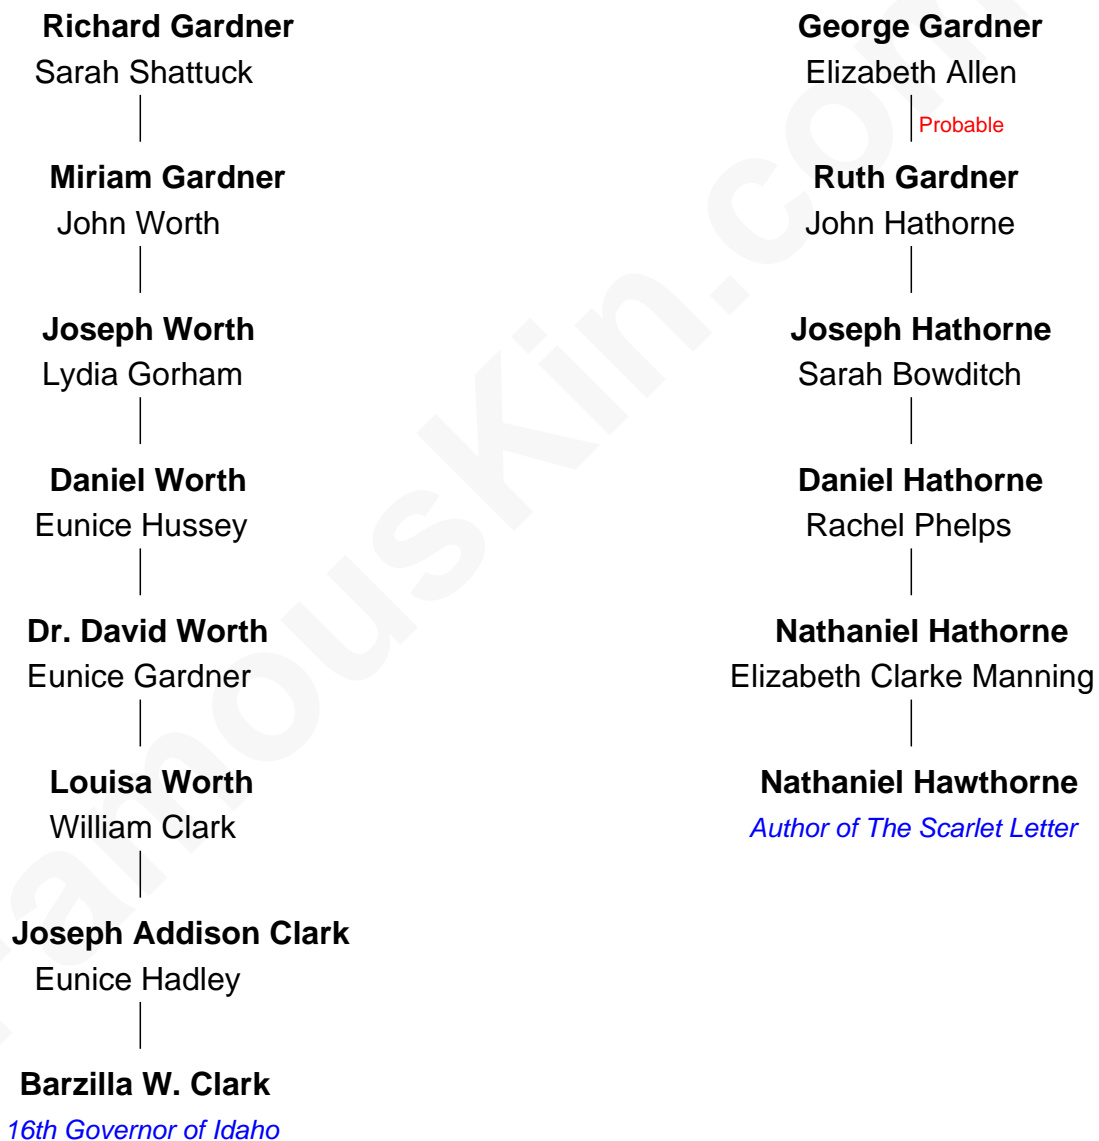 Richard Gardner
Sarah Shattuck
Miriam Gardner
John Worth
Joseph Worth
Lydia Gorham
Daniel Worth
Eunice Hussey
Dr. David Worth
Eunice Gardner
Louisa Worth
William Clark
Joseph Addison Clark
Eunice Hadley
Barzilla W. Clark
16th Governor of Idaho
George Gardner
Elizabeth Allen
Probable
Ruth Gardner
John Hathorne
Joseph Hathorne
Sarah Bowditch
Daniel Hathorne
Rachel Phelps
Nathaniel Hathorne
Elizabeth Clarke Manning
Nathaniel Hawthorne
Author of The Scarlet Letter
FamousKin.com